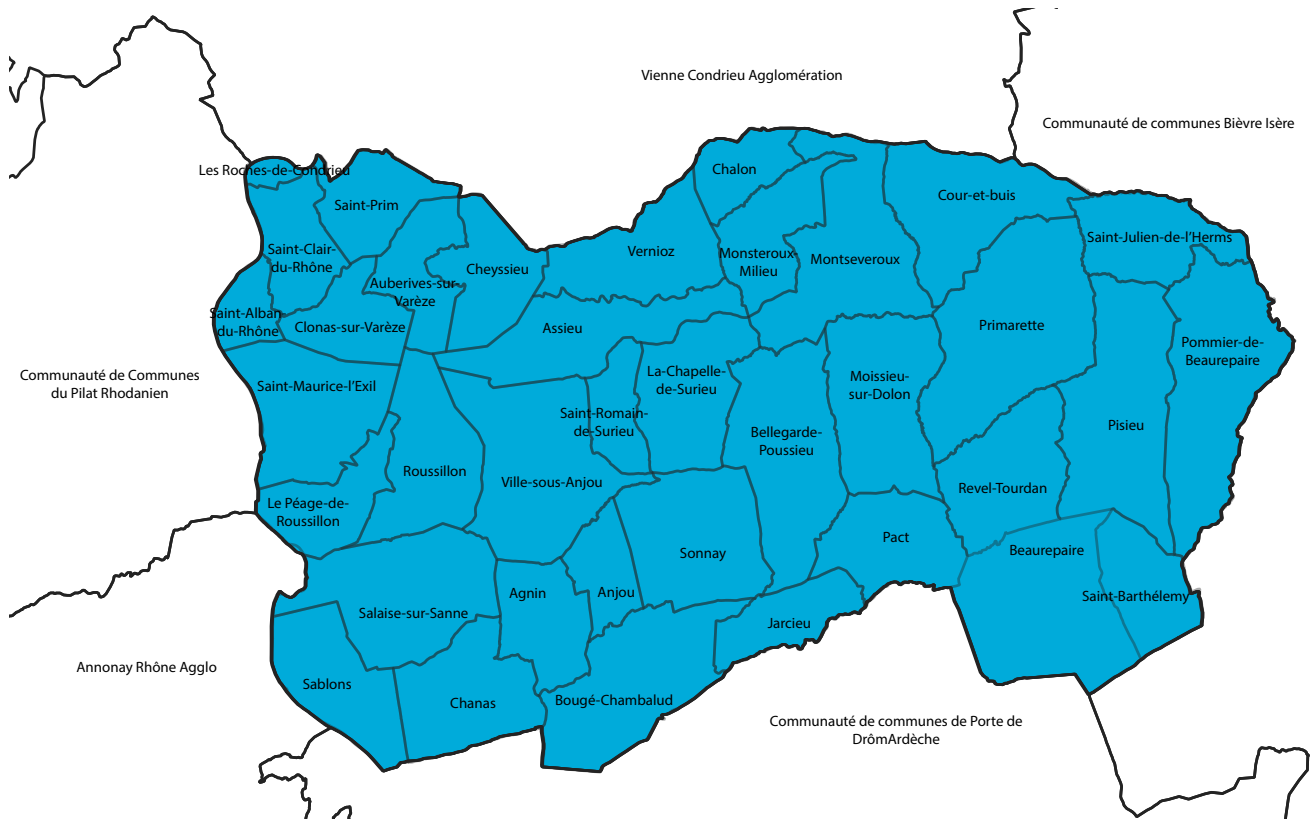 Vienne Condrieu Agglomération
Communauté de communes Bièvre Isère
Les Roches-de-Condrieu
Chalon
Cour-et-buis
Saint-Prim
Saint-Julien-de-l'Herms
Saint-Clair-
du-Rhône
Vernioz
Monsteroux-
Milieu
Montseveroux
Cheyssieu
Auberives-sur-
Varèze
Saint-Alban-
du-Rhône
Clonas-sur-Varèze
Assieu
Primarette
Pommier-de-
Beaurepaire
Communauté de Communes
du Pilat Rhodanien
Saint-Maurice-l'Exil
La-Chapelle-
de-Surieu
Moissieu-
sur-Dolon
Saint-Romain-
de-Surieu
Bellegarde-
Poussieu
Pisieu
Roussillon
Ville-sous-Anjou
Revel-Tourdan
Le Péage-de-
Roussillon
Pact
Beaurepaire
Sonnay
Agnin
Anjou
Saint-Barthélemy
Salaise-sur-Sanne
Jarcieu
Annonay Rhône Agglo
Sablons
Chanas
Bougé-Chambalud
Communauté de communes de Porte de
DrômArdèche